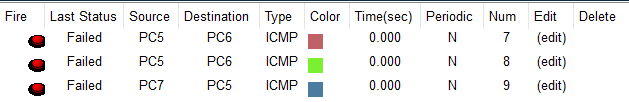 Fire Last Status Source Destination Type Color Time(sec) Periodic Num Edit Delete
Failed PC5 PC6 ICMP 0.000 N 7 (edit)
Failed PC5 PC6 ICMP 0.000 N 8 (edit)
Failed PC7 PC5 ICMP 0.000 N 9 (edit)